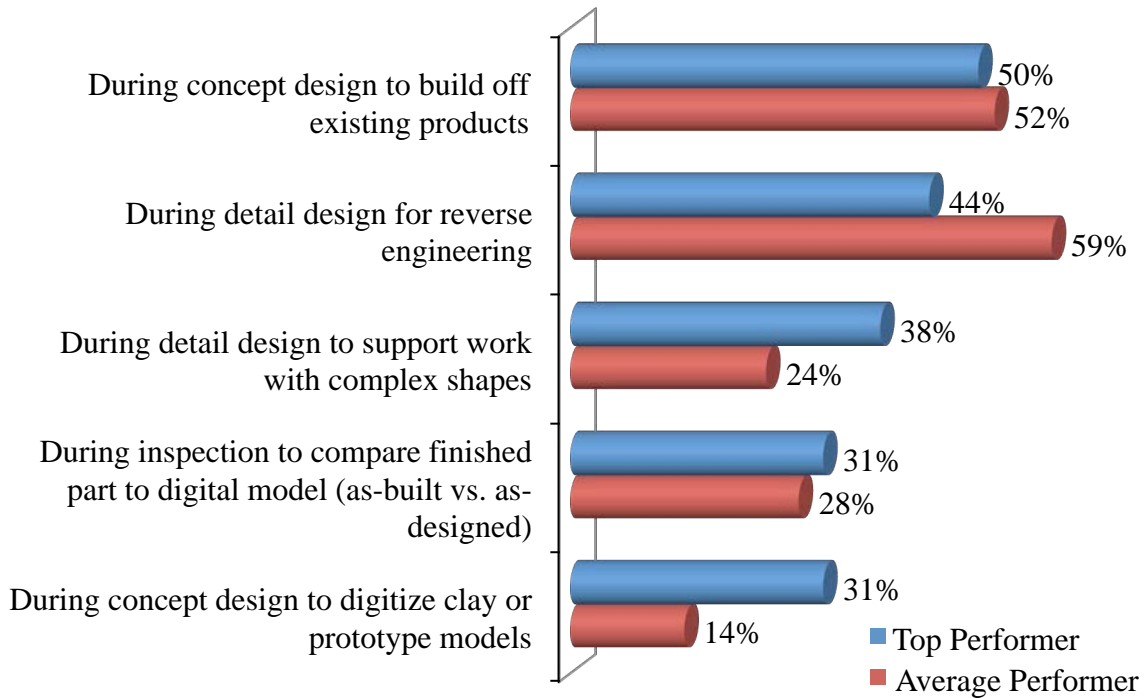 During concept design to build off
existing products
50%
52%
During detail design for reverse
engineering
44%
59%
During detail design to support work
with complex shapes
38%
24%
During inspection to compare finished
part to digital model (as-built vs. as-
designed)
31%
28%
During concept design to digitize clay or
prototype models
31%
14%
Top Performer
Average Performer